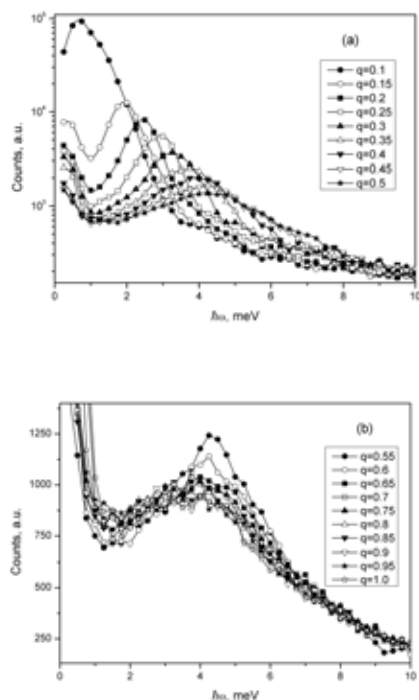 (a)
10⁵
10⁴
10³
Counts, a.u.
q=0.1
q=0.15
q=0.2
q=0.25
q=0.3
q=0.35
q=0.4
q=0.45
q=0.5
0 2 4 6 8 10
ħω, meV
(b)
1250
1000
750
500
250
Counts, a.u.
q=0.55
q=0.6
q=0.65
q=0.7
q=0.75
q=0.8
q=0.85
q=0.9
q=0.95
q=1.0
0 2 4 6 8 10
ħω, meV